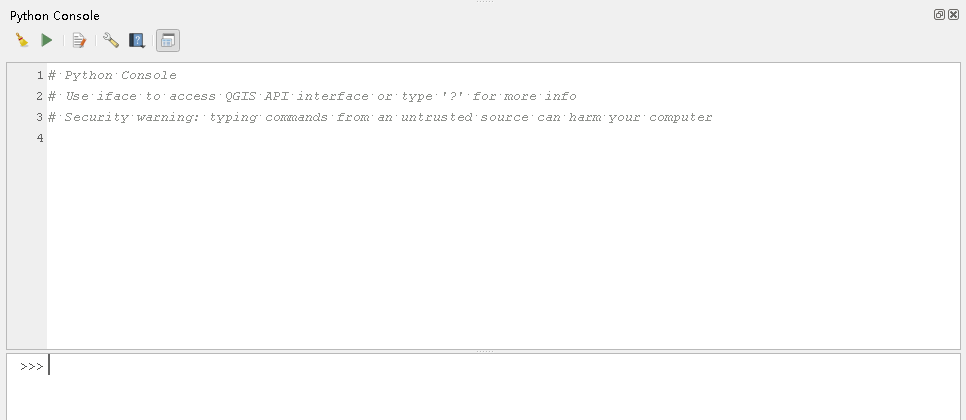 Python Console
1 # Python Console
2 # Use iface to access QGIS API interface or type '?' for more info
3 # Security warning: typing commands from an untrusted source can harm your computer
4
>>>